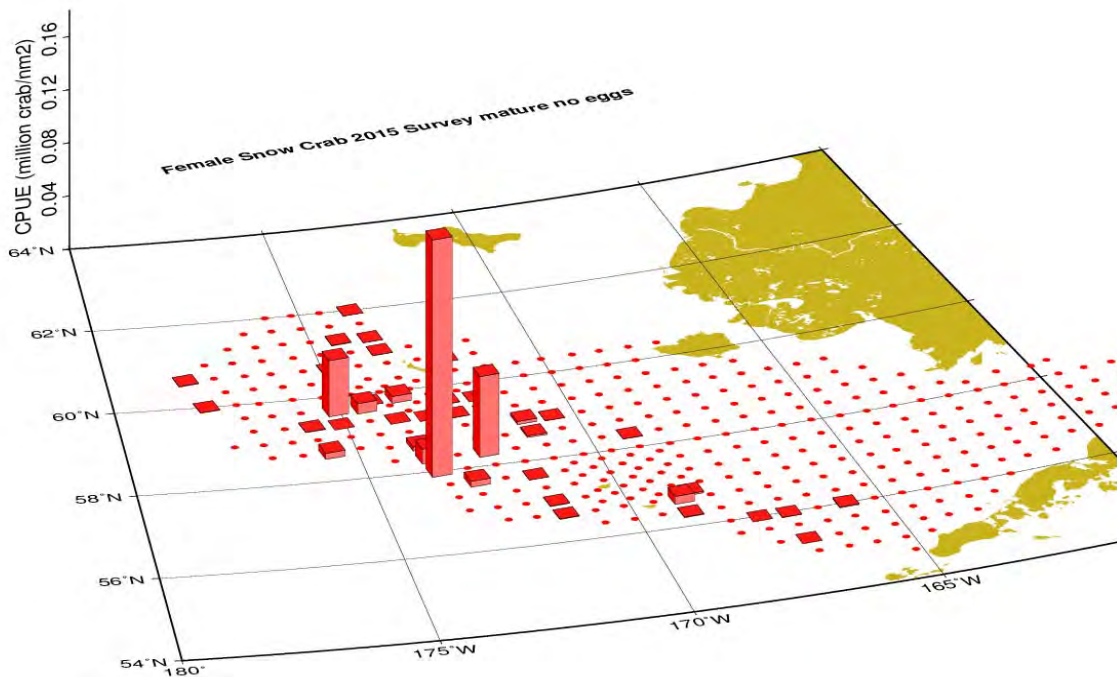 CPUE (million crab/nm2)
0.16
0.12
0.08
0.04
Female Snow Crab 2015 Survey mature no eggs
64˚N
62˚N
60˚N
58˚N
56˚N
54˚N
180˚
175˚W
170˚W
165˚W